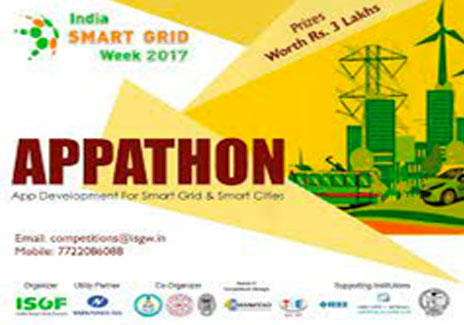 India
SMART GRID
Week 2017
Prizes
Worth Rs. 3 Lakhs
APPATHON
App Development For Smart Grid & Smart Cities
Email: competitions@isgw.in
Mobile: 7722086088
Organizer
Utility Partner
Co-Organizer
Supporting Institutions
ISGF
IEEE